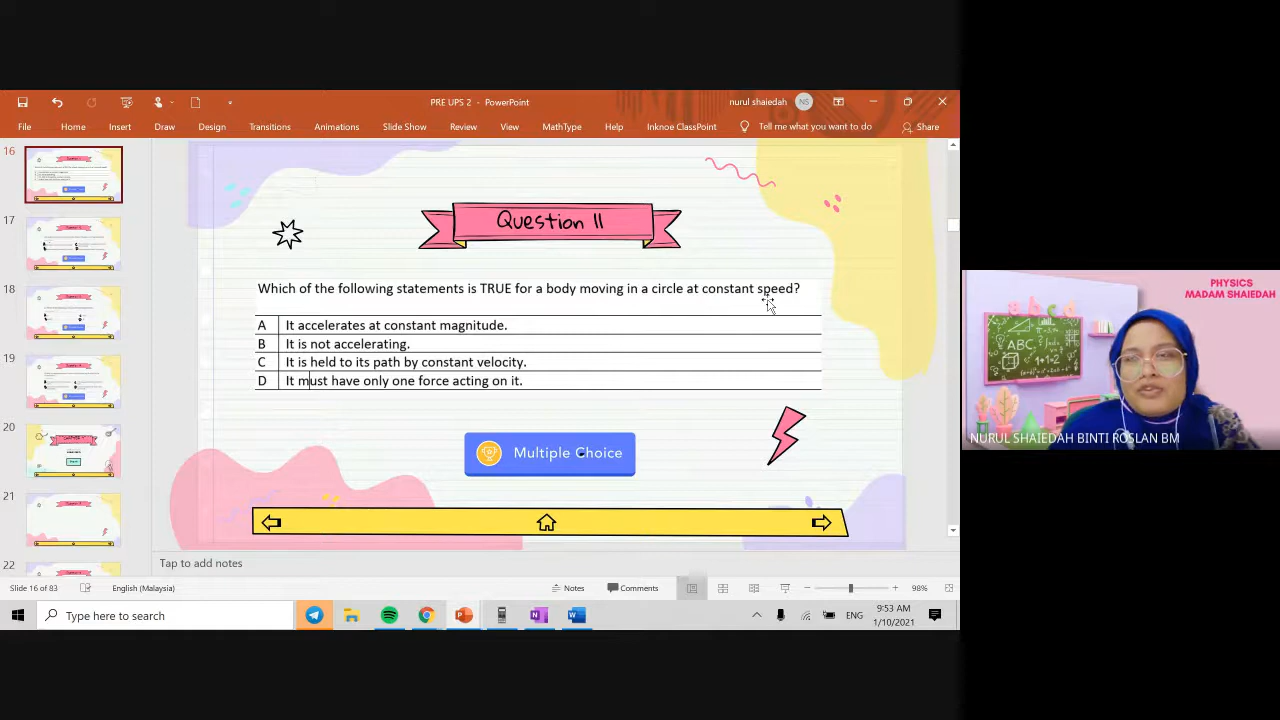 PRE UPS 2 - PowerPoint
nurul shaiedah
NS
File Home Insert Draw Design Transitions Animations Slide Show Review View MathType Help Inknoe ClassPoint Tell me what you want to do Share
16
17
18
19
20
21
22
Question 11
Which of the following statements is TRUE for a body moving in a circle at constant speed?
A It accelerates at constant magnitude.
B It is not accelerating.
C It is held to its path by constant velocity.
D It must have only one force acting on it.
Multiple Choice
Tap to add notes
Slide 16 of 83 English (Malaysia) Notes Comments 98%
Type here to search
ENG
9:53 AM
1/10/2021
PHYSICS
MADAM SHAIEDAH
ABC
NURUL SHAIEDAH BINTI ROSLAN BM